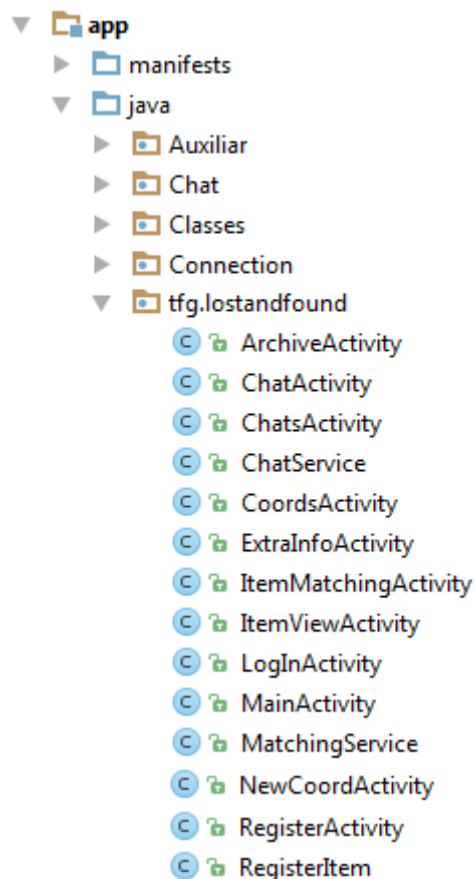 app
manifests
java
Auxiliar
Chat
Classes
Connection
tfg.lostandfound
C ArchiveActivity
C ChatActivity
C ChatsActivity
C ChatService
C CoordsActivity
C ExtraInfoActivity
C ItemMatchingActivity
C ItemViewActivity
C LogInActivity
C MainActivity
C MatchingService
C NewCoordActivity
C RegisterActivity
C RegisterItem